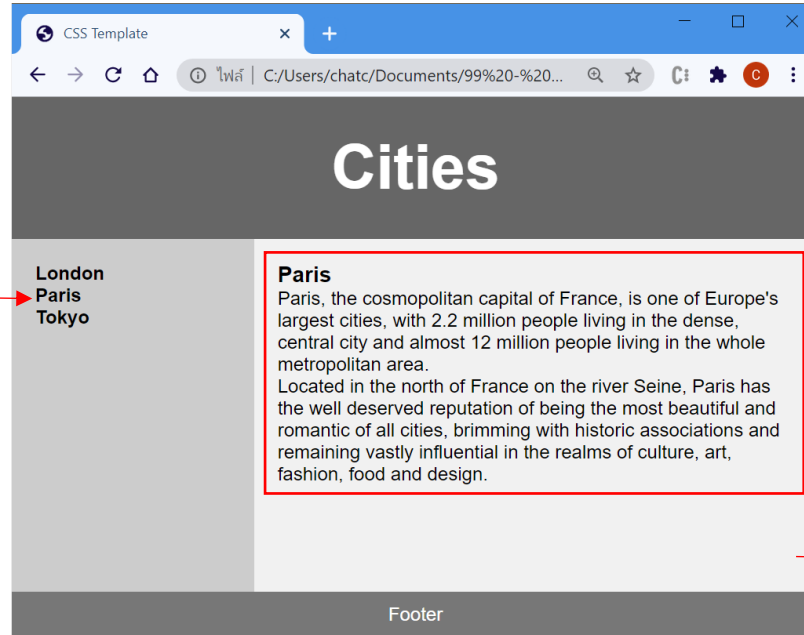 CSS Template
ไฟล์ | C:/Users/chatc/Documents/99%20-%20...
C
Cities
London
Paris
Tokyo
Paris
Paris, the cosmopolitan capital of France, is one of Europe's
largest cities, with 2.2 million people living in the dense,
central city and almost 12 million people living in the whole
metropolitan area.
Located in the north of France on the river Seine, Paris has
the well deserved reputation of being the most beautiful and
romantic of all cities, brimming with historic associations and
remaining vastly influential in the realms of culture, art,
fashion, food and design.
Footer